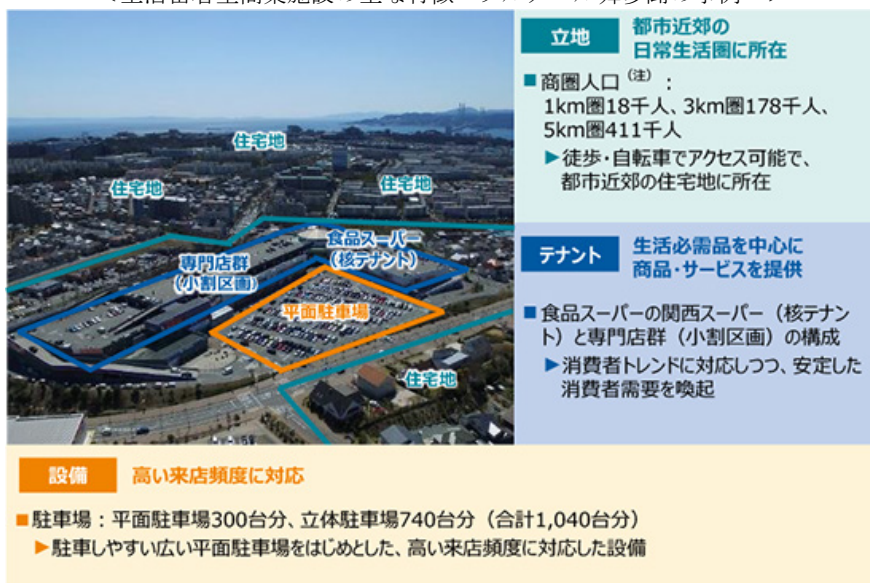 立地
都市近郊の
日常生活圏に所在
■商圏人口（注）：
1km圏18千人、3km圏178千人、
5km圏411千人
▶徒歩・自転車でアクセス可能で、
都市近郊の住宅地に所在
住宅地
住宅地
住宅地
食品スーパー
（核テナント）
専門店群
（小割区画）
平面駐車場
住宅地
テナント
生活必需品を中心に
商品・サービスを提供
■食品スーパーの関西スーパー（核テナン
ト）と専門店群（小割区画）の構成
▶消費者トレンドに対応しつつ、安定した
消費者需要を喚起
設備
高い来店頻度に対応
■駐車場：平面駐車場300台分、立体駐車場740台分（合計1,040台分）
▶駐車しやすい広い平面駐車場をはじめとした、高い来店頻度に対応した設備